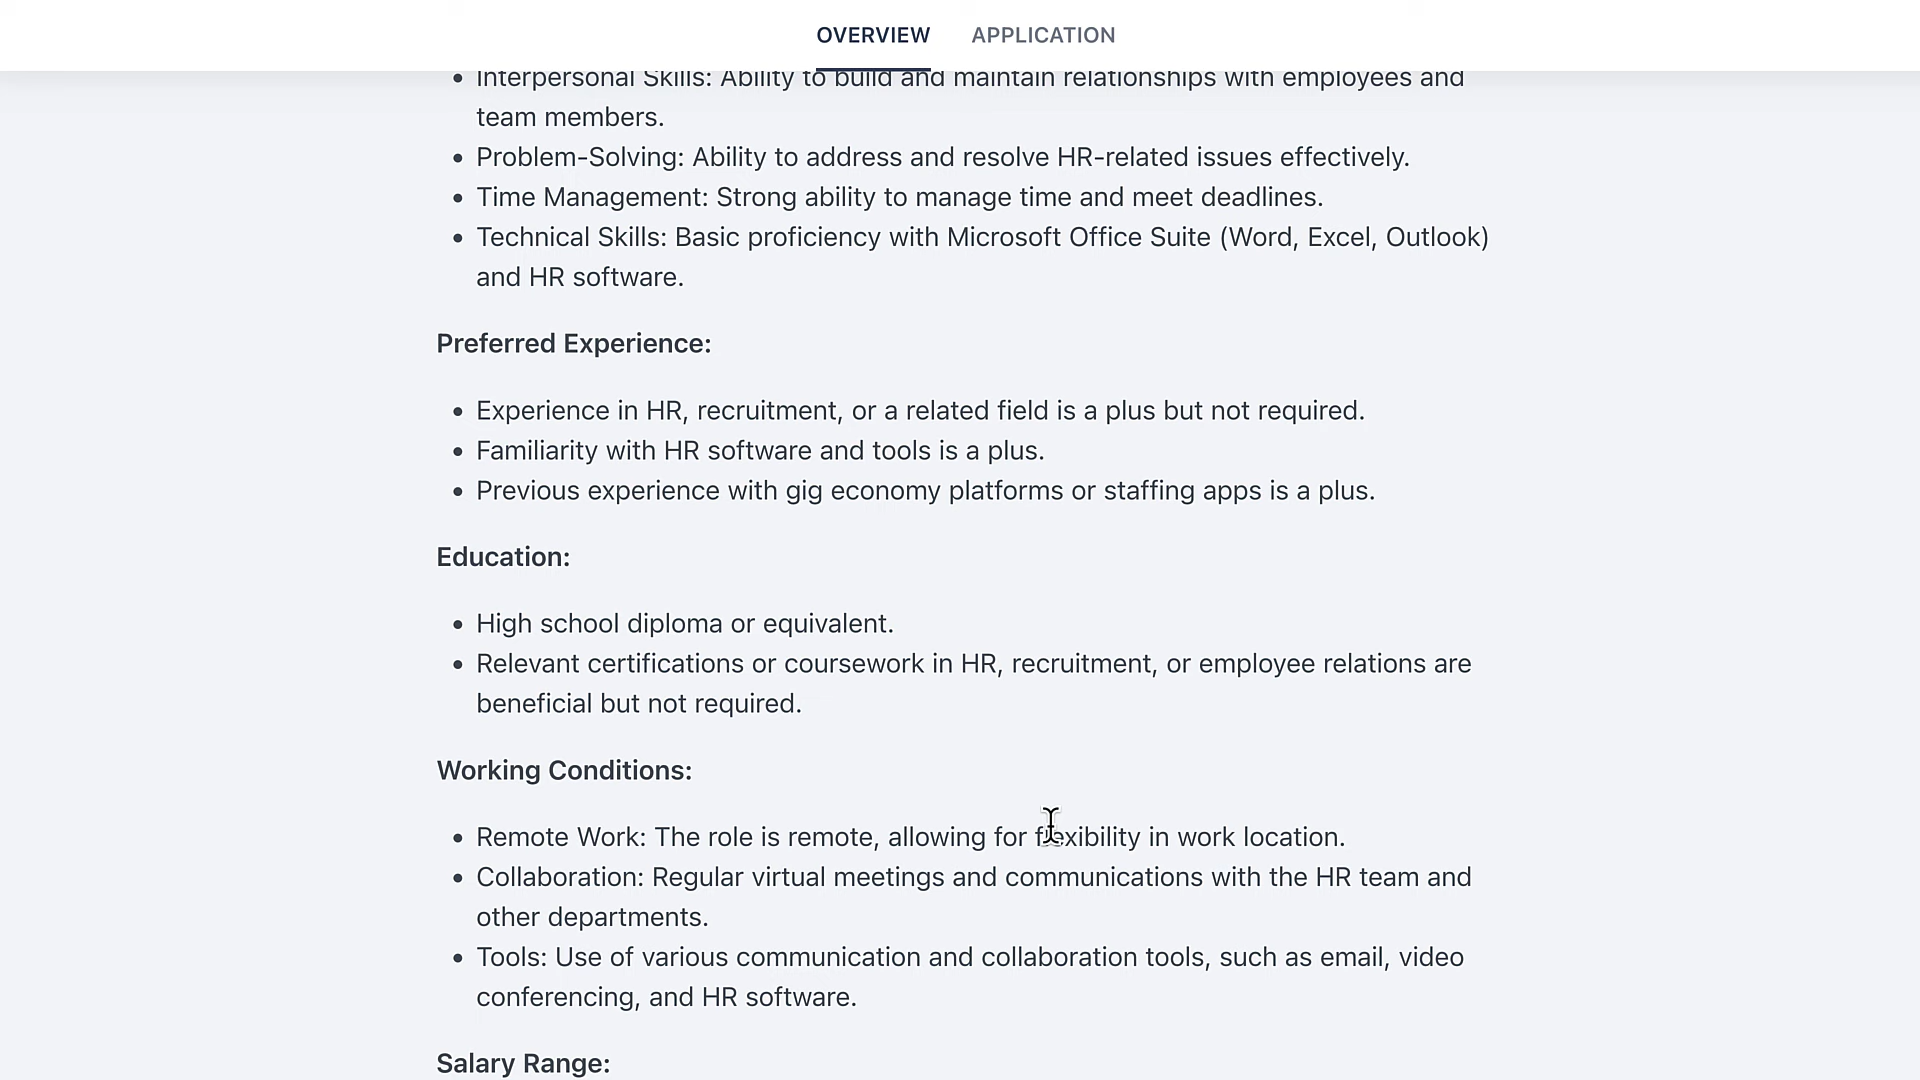 OVERVIEW APPLICATION
• Interpersonal Skills: Ability to build and maintain relationships with employees and
team members.
• Problem-Solving: Ability to address and resolve HR-related issues effectively.
• Time Management: Strong ability to manage time and meet deadlines.
• Technical Skills: Basic proficiency with Microsoft Office Suite (Word, Excel, Outlook)
and HR software.
Preferred Experience:
• Experience in HR, recruitment, or a related field is a plus but not required.
• Familiarity with HR software and tools is a plus.
• Previous experience with gig economy platforms or staffing apps is a plus.
Education:
• High school diploma or equivalent.
• Relevant certifications or coursework in HR, recruitment, or employee relations are
beneficial but not required.
Working Conditions:
• Remote Work: The role is remote, allowing for flexibility in work location.
• Collaboration: Regular virtual meetings and communications with the HR team and
other departments.
• Tools: Use of various communication and collaboration tools, such as email, video
conferencing, and HR software.
Salary Range: